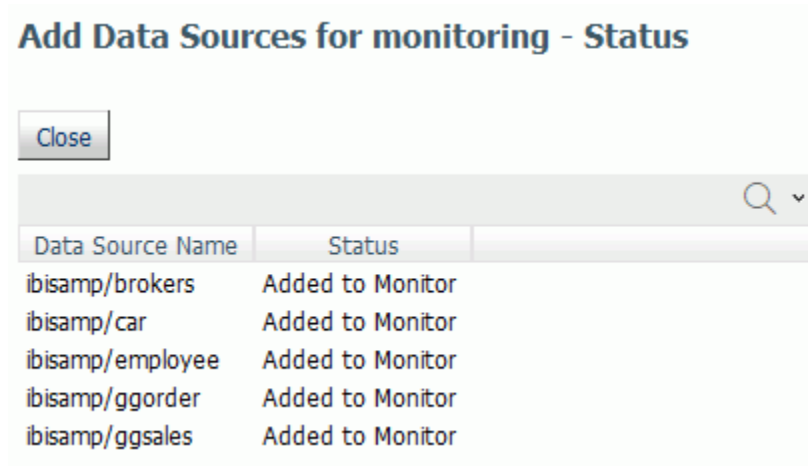 Add Data Sources for monitoring - Status
Close
Data Source Name Status
ibisamp/brokers Added to Monitor
ibisamp/car Added to Monitor
ibisamp/employee Added to Monitor
ibisamp/ggorder Added to Monitor
ibisamp/ggsales Added to Monitor